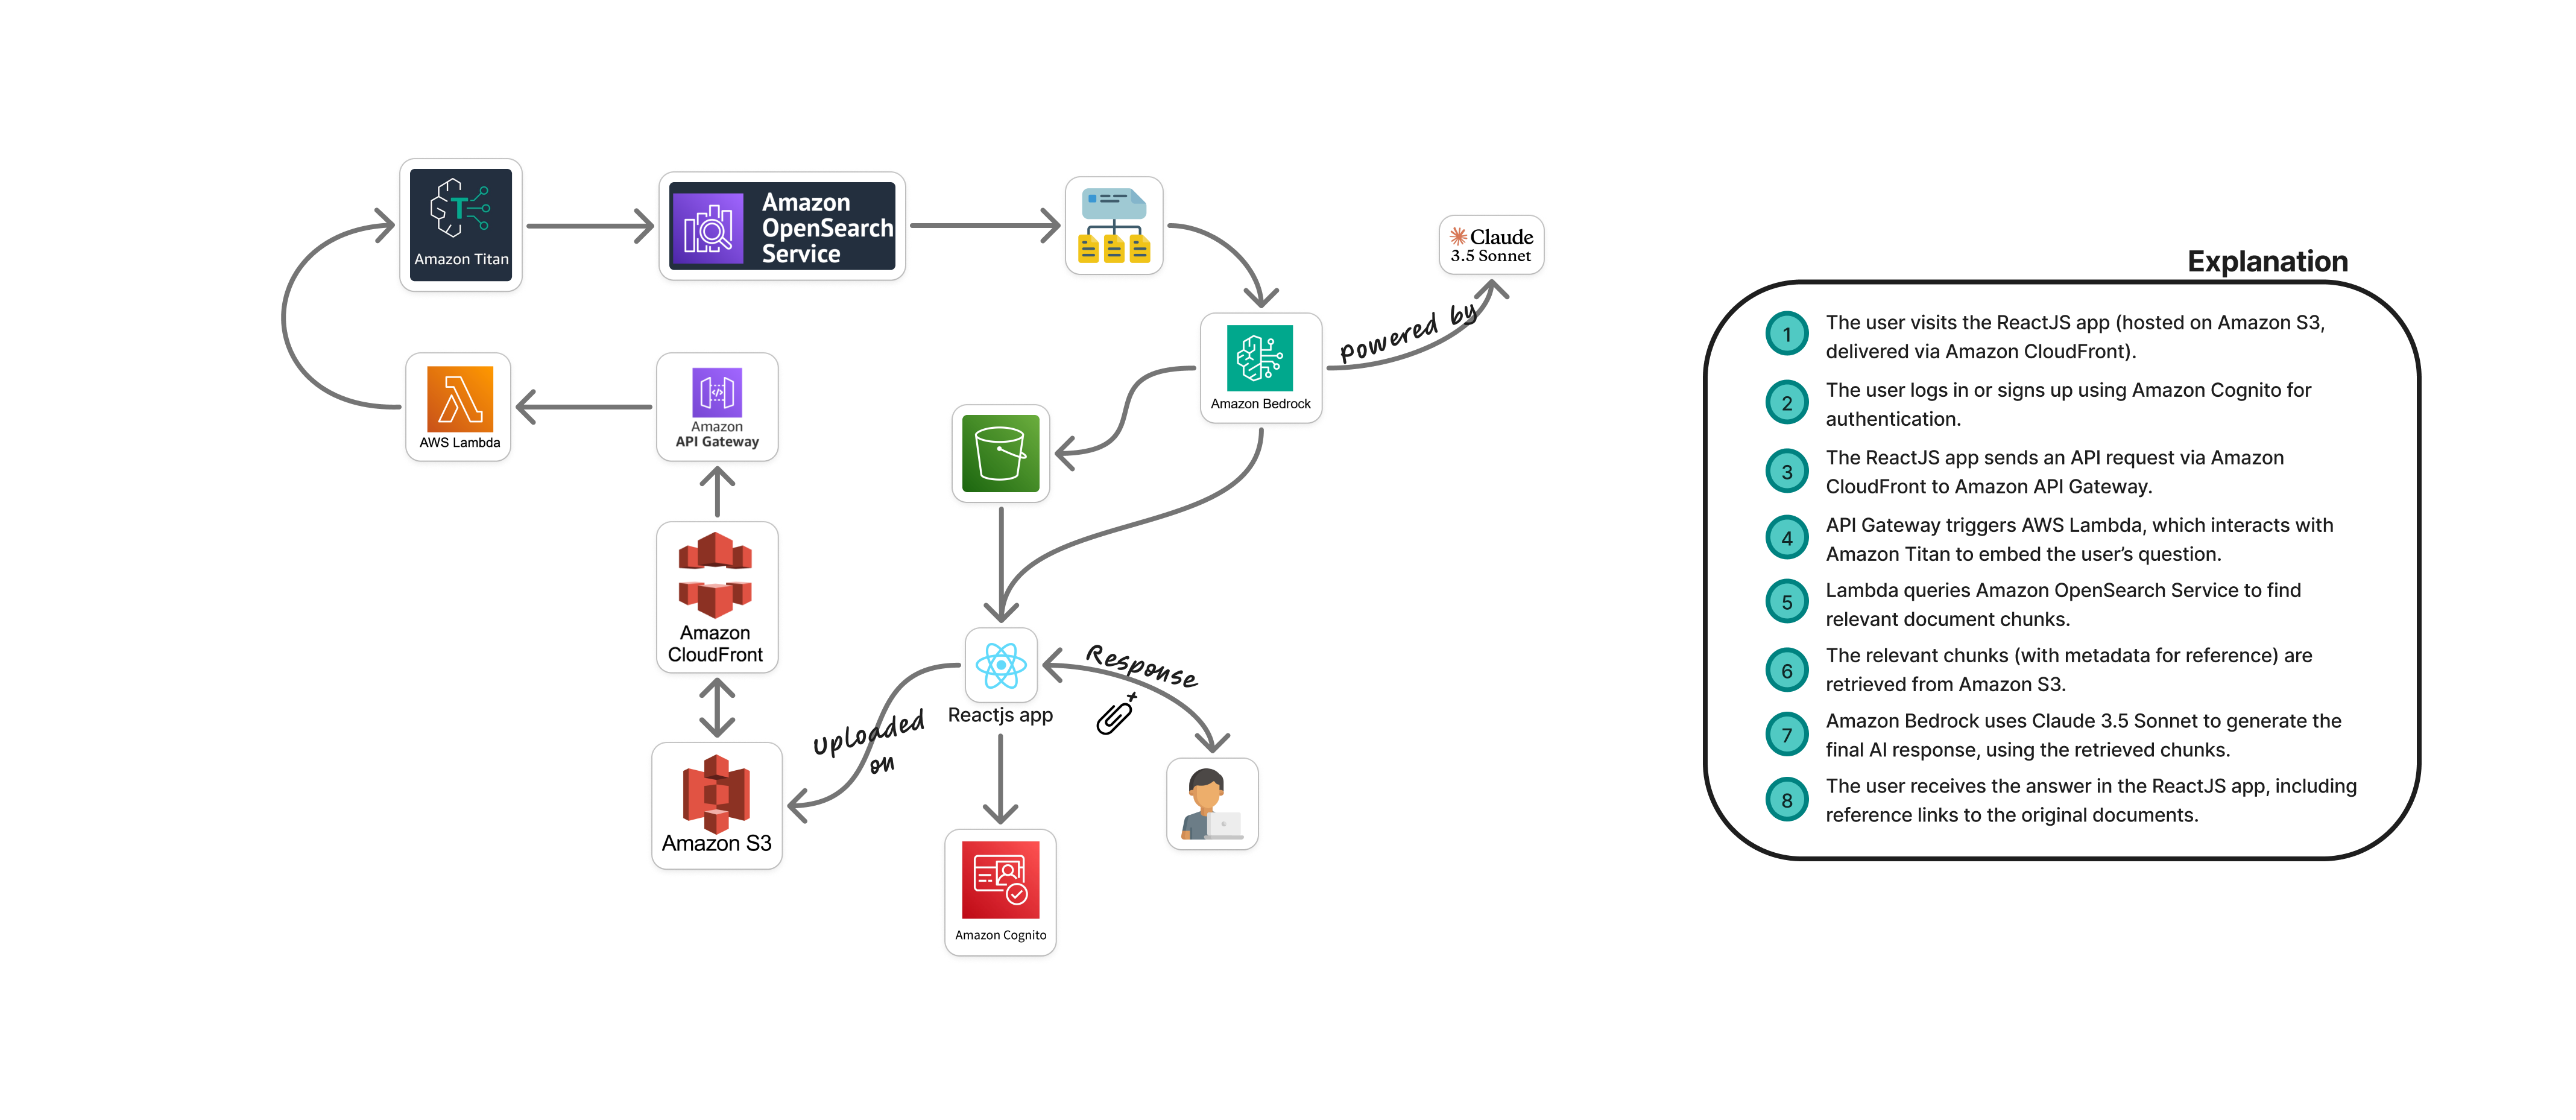 Amazon Titan
Amazon
OpenSearch
Service
Claude
3.5 Sonnet
powered by
Amazon Bedrock
AWS Lambda
Amazon
API Gateway
Amazon
CloudFront
Amazon S3
uploaded
on
Reactjs app
Response
Amazon Cognito
Explanation
1
The user visits the ReactJS app (hosted on Amazon S3,
delivered via Amazon CloudFront).
2
The user logs in or signs up using Amazon Cognito for
authentication.
3
The ReactJS app sends an API request via Amazon
CloudFront to Amazon API Gateway.
4
API Gateway triggers AWS Lambda, which interacts with
Amazon Titan to embed the user’s question.
5
Lambda queries Amazon OpenSearch Service to find
relevant document chunks.
6
The relevant chunks (with metadata for reference) are
retrieved from Amazon S3.
7
Amazon Bedrock uses Claude 3.5 Sonnet to generate the
final AI response, using the retrieved chunks.
8
The user receives the answer in the ReactJS app, including
reference links to the original documents.